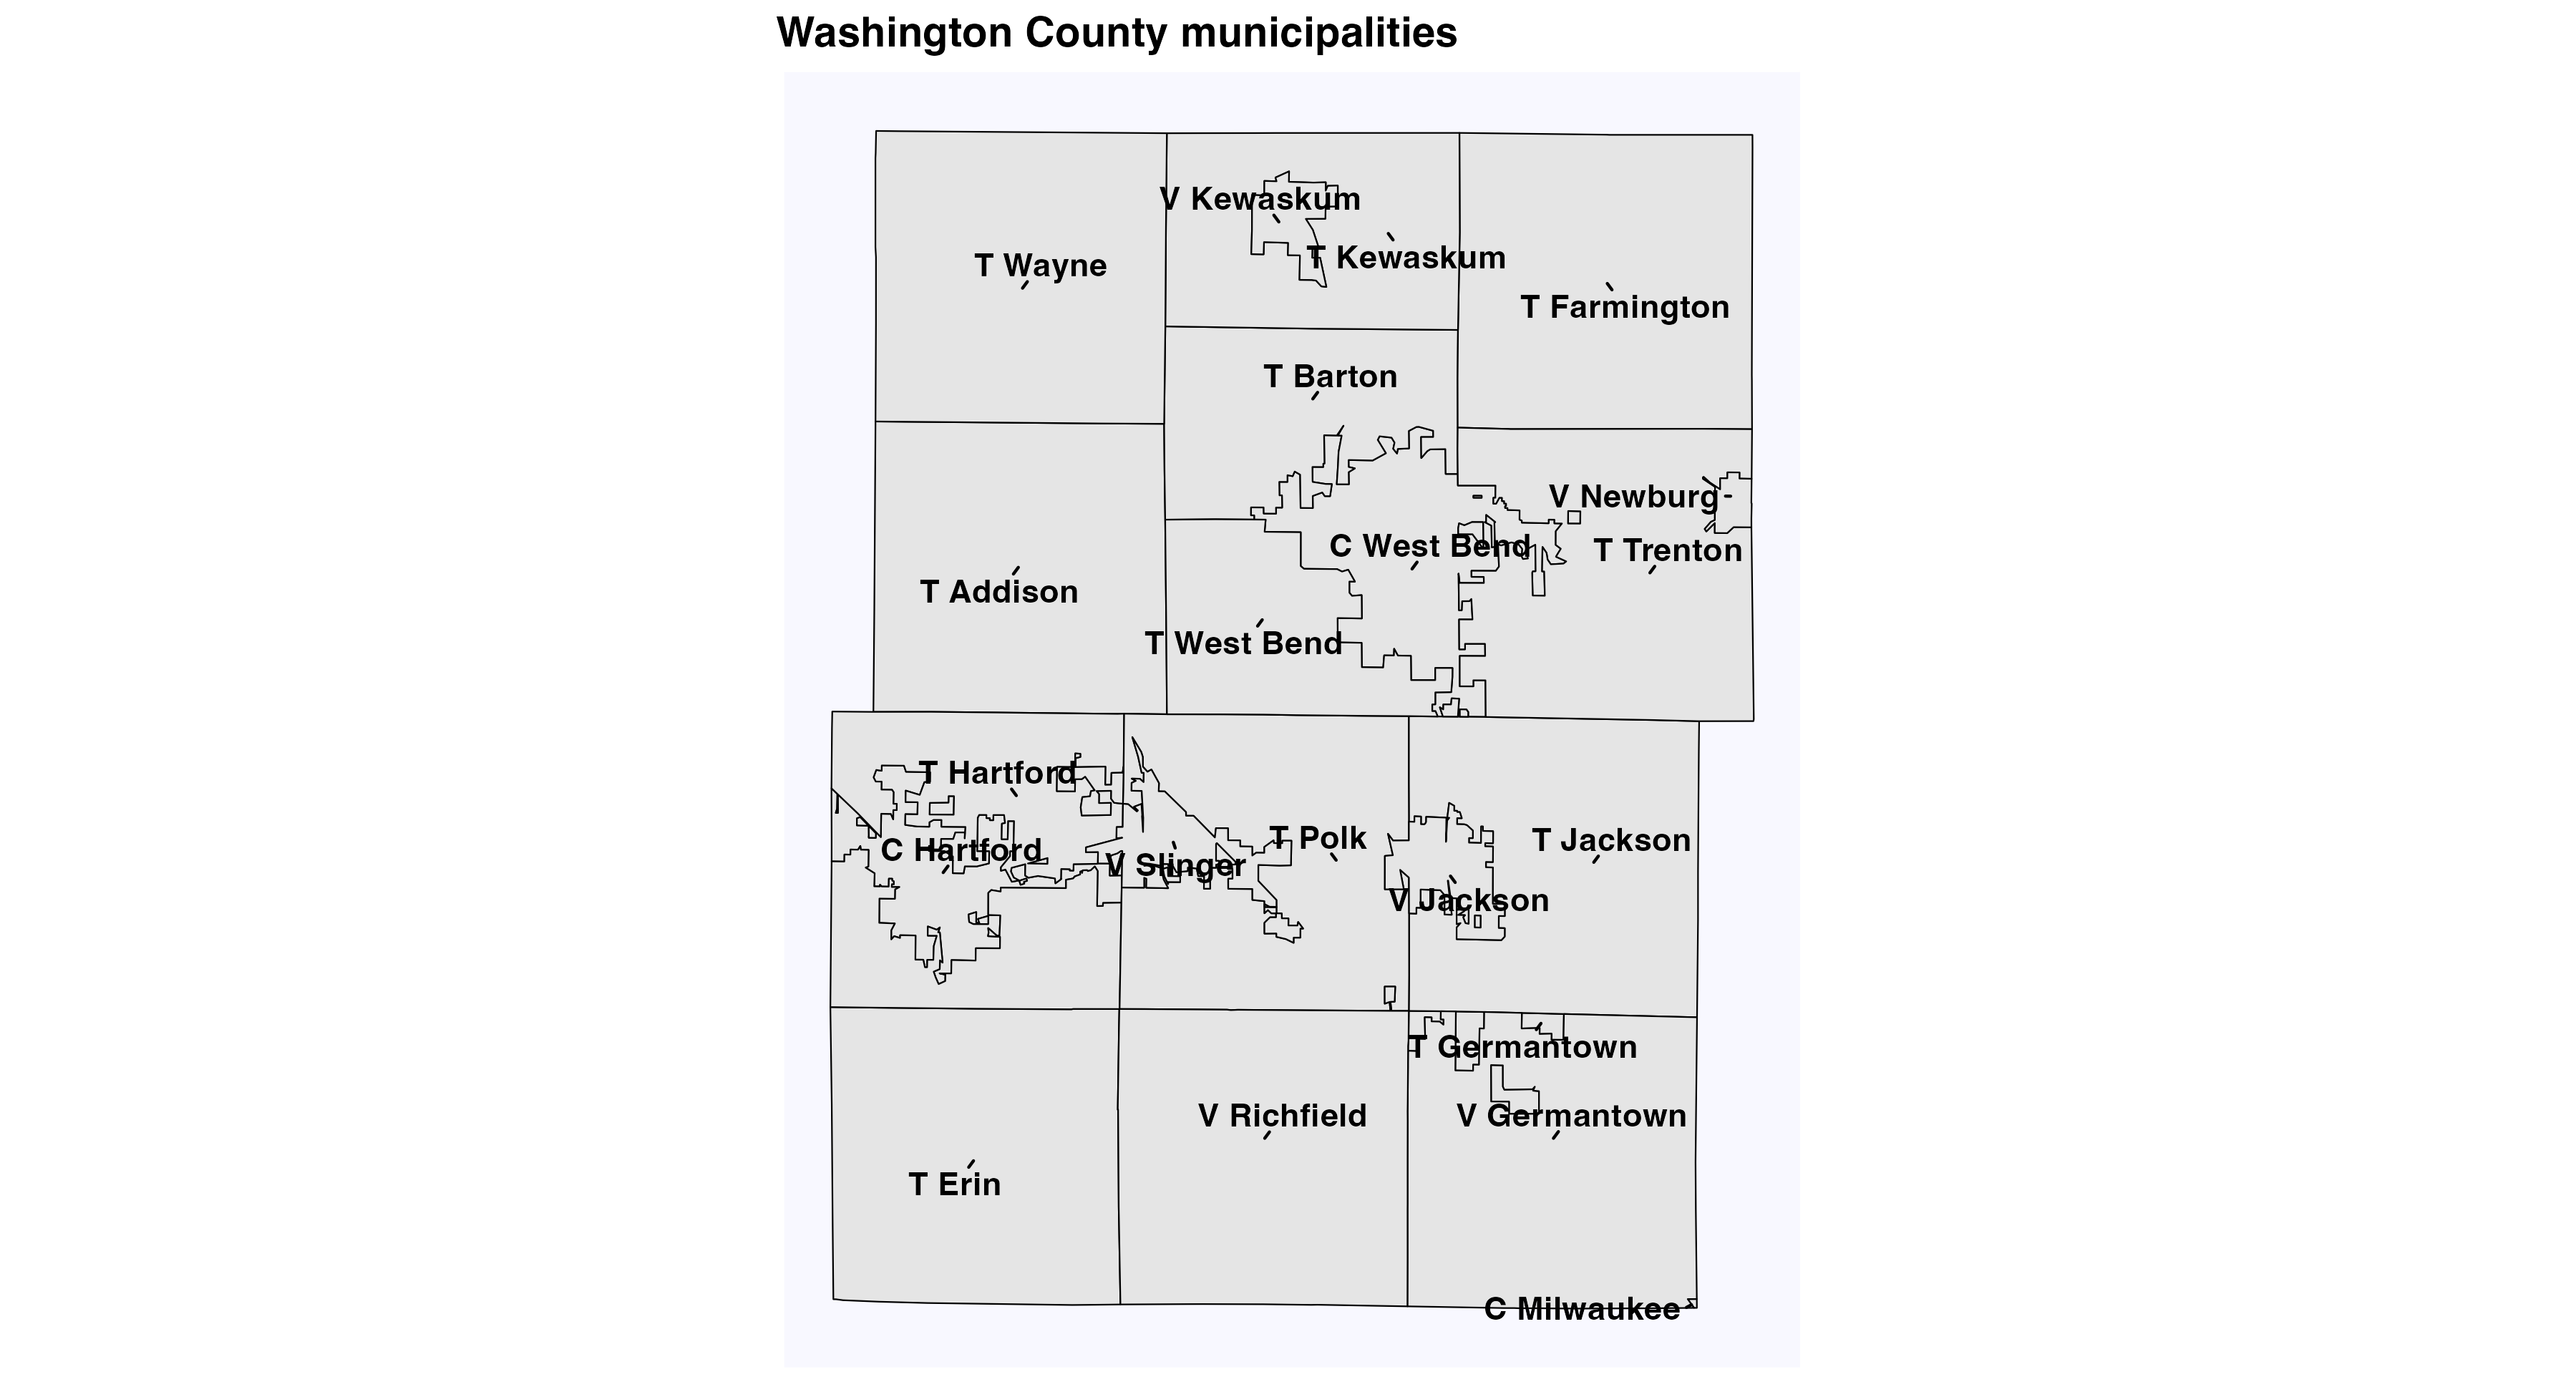 Washington County municipalities
V Kewaskum
T Kewaskum
T Wayne
T Farmington
T Barton
V Newburg
C West Bend
T Trenton
T Addison
T West Bend
T Hartford
T Polk
T Jackson
C Hartford
V Slinger
V Jackson
T Germantown
V Richfield
V Germantown
T Erin
C Milwaukee